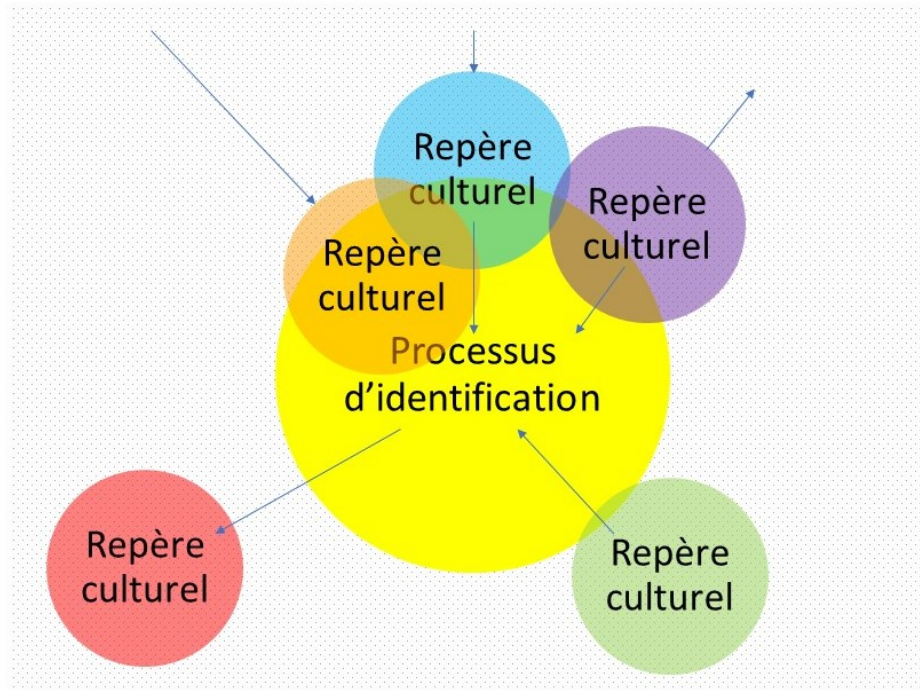 Repère
culturel
Repère
culturel
Repère
culturel
Processus
d’identification
Repère
culturel
Repère
culturel